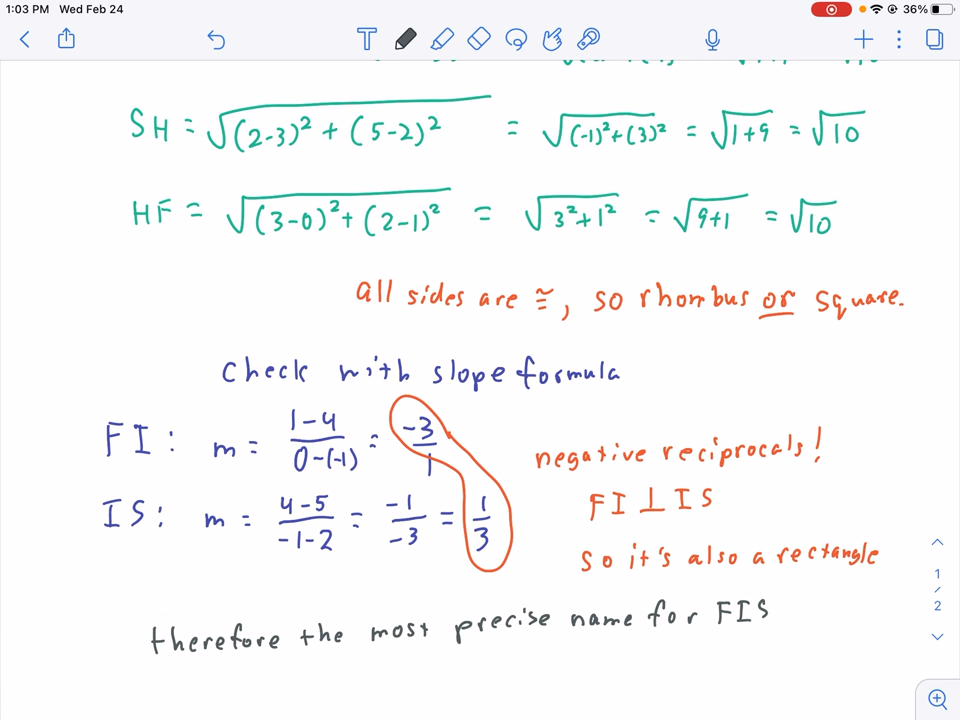 1:03 PM Wed Feb 24
36%
T
SH = √(2-3)² + (5-2)² = √(-1)²+(3)² = √1+9 = √10
HF = √(3-0)²+(2-1)² = √3²+1² = √9+1 = √10
all sides are ≅, so rhombus or square.
check with slope formula
FI: m = 1-4 / 0-(-1) = -3/1
negative reciprocals!
FI ⊥ IS
IS: m = 4-5 / -1-2 = -1/-3 = 1/3
so it's also a rectangle
1
/
2
therefore the most precise name for FIS